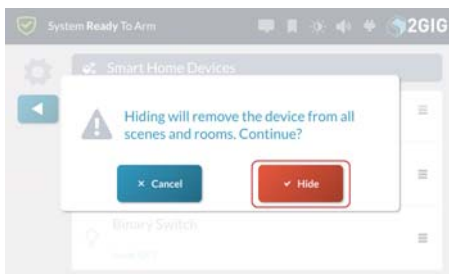 System Ready To Arm
2GIG
Smart Home Devices
Hiding will remove the device from all
scenes and rooms. Continue?
× Cancel
✓ Hide
Binary Switch